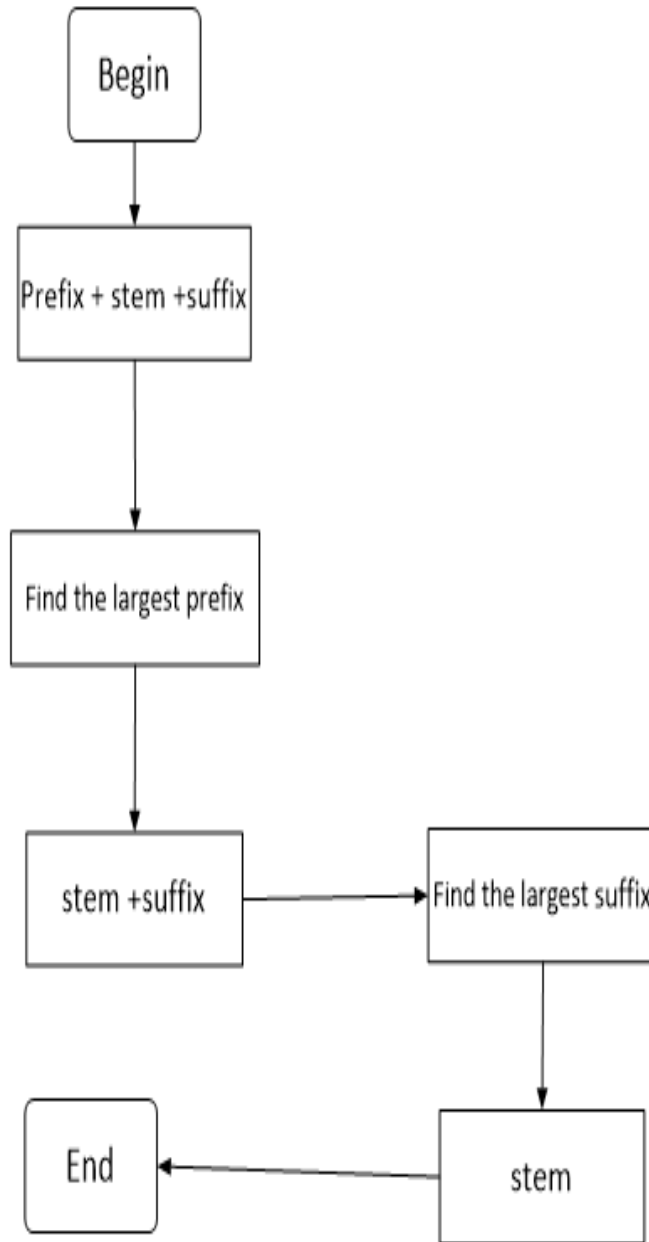 Begin
Prefix + stem +suffix
Find the largest prefix
stem +suffix
Find the largest suffix
stem
End